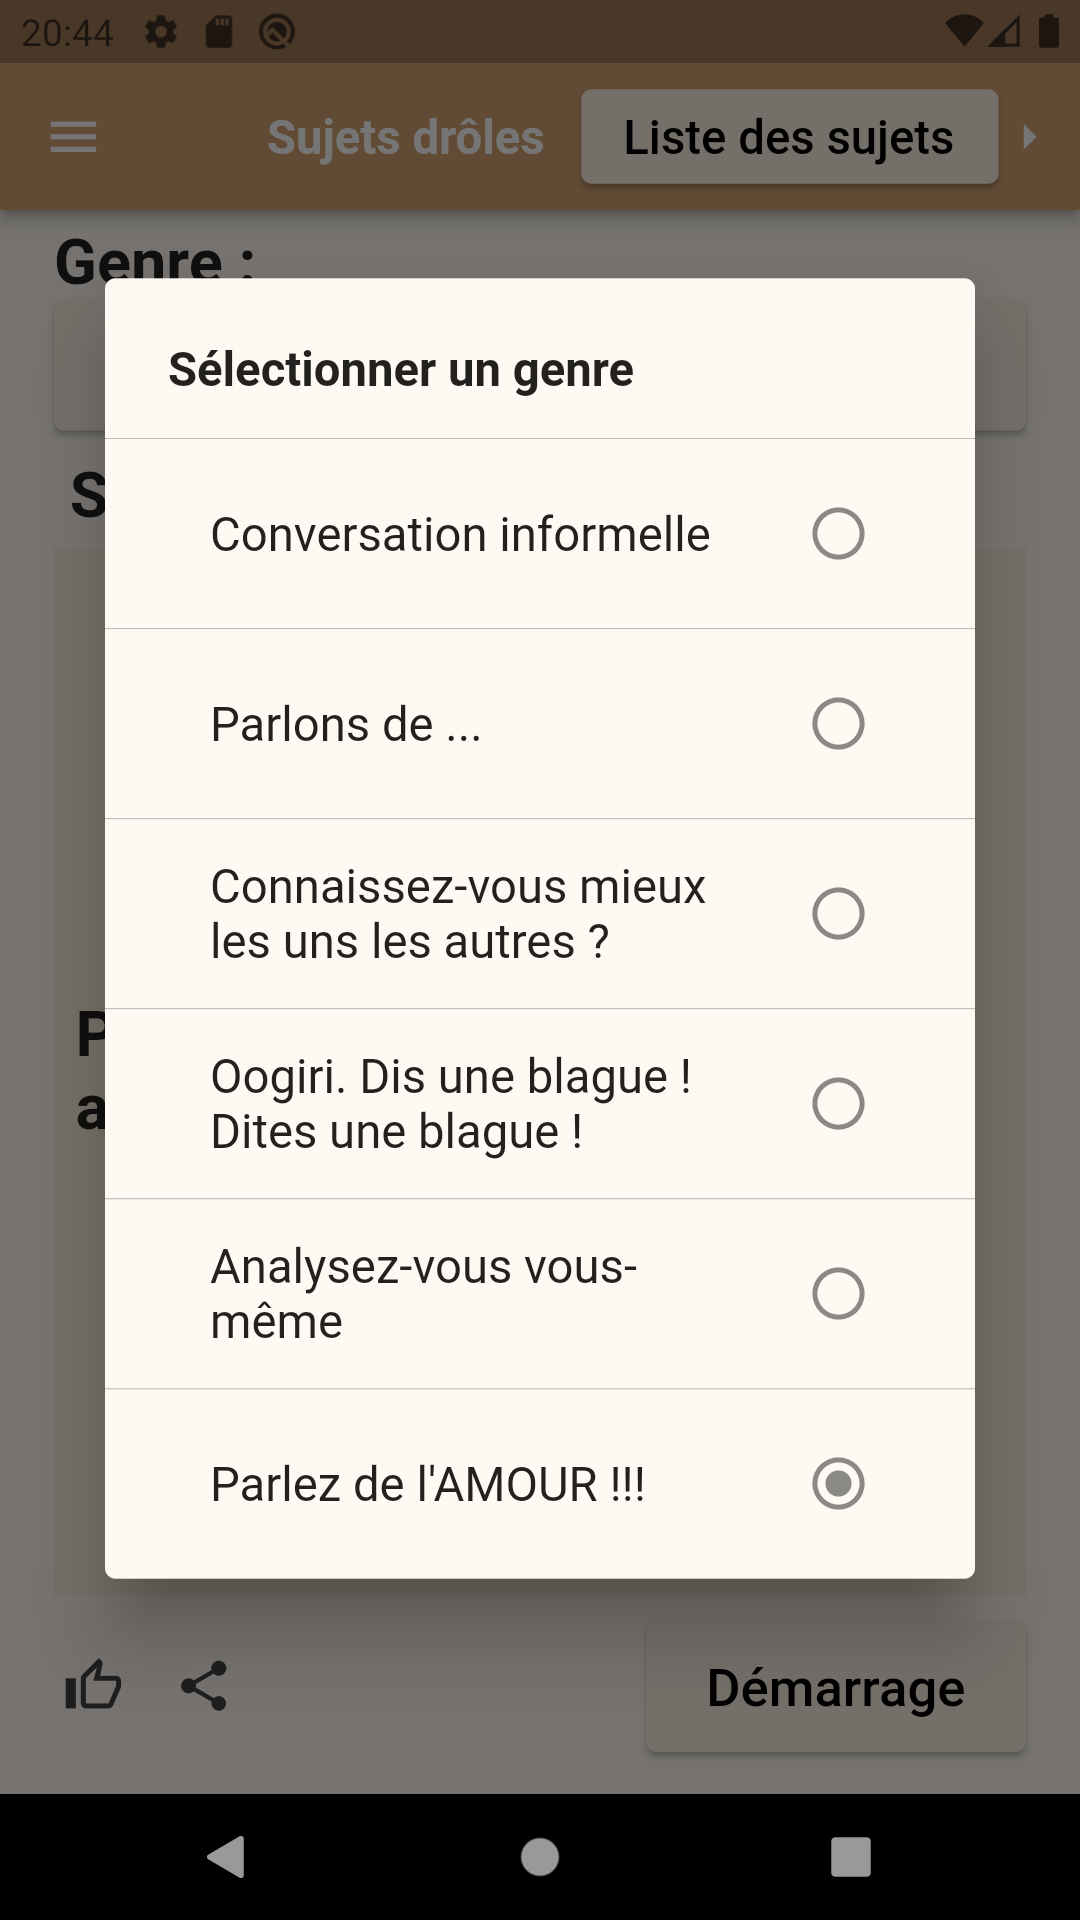 20:44
Sujets drôles
Liste des sujets
Genre :
Sélectionner un genre
Conversation informelle
Parlons de ...
Connaissez-vous mieux
les uns les autres ?
Oogiri. Dis une blague !
Dites une blague !
Analysez-vous vous-
même
Parlez de l'AMOUR !!!
Démarrage